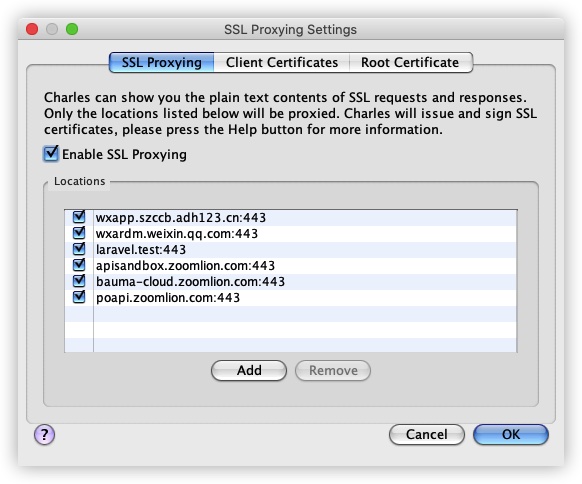 SSL Proxying Settings
SSL Proxying Client Certificates Root Certificate
Charles can show you the plain text contents of SSL requests and responses.
Only the locations listed below will be proxied. Charles will issue and sign SSL
certificates, please press the Help button for more information.
Enable SSL Proxying
Locations
wxapp.szccb.adh123.cn:443
wxardm.weixin.qq.com:443
laravel.test:443
apisandbox.zoomlion.com:443
bauma-cloud.zoomlion.com:443
poapi.zoomlion.com:443
Add Remove
? Cancel OK